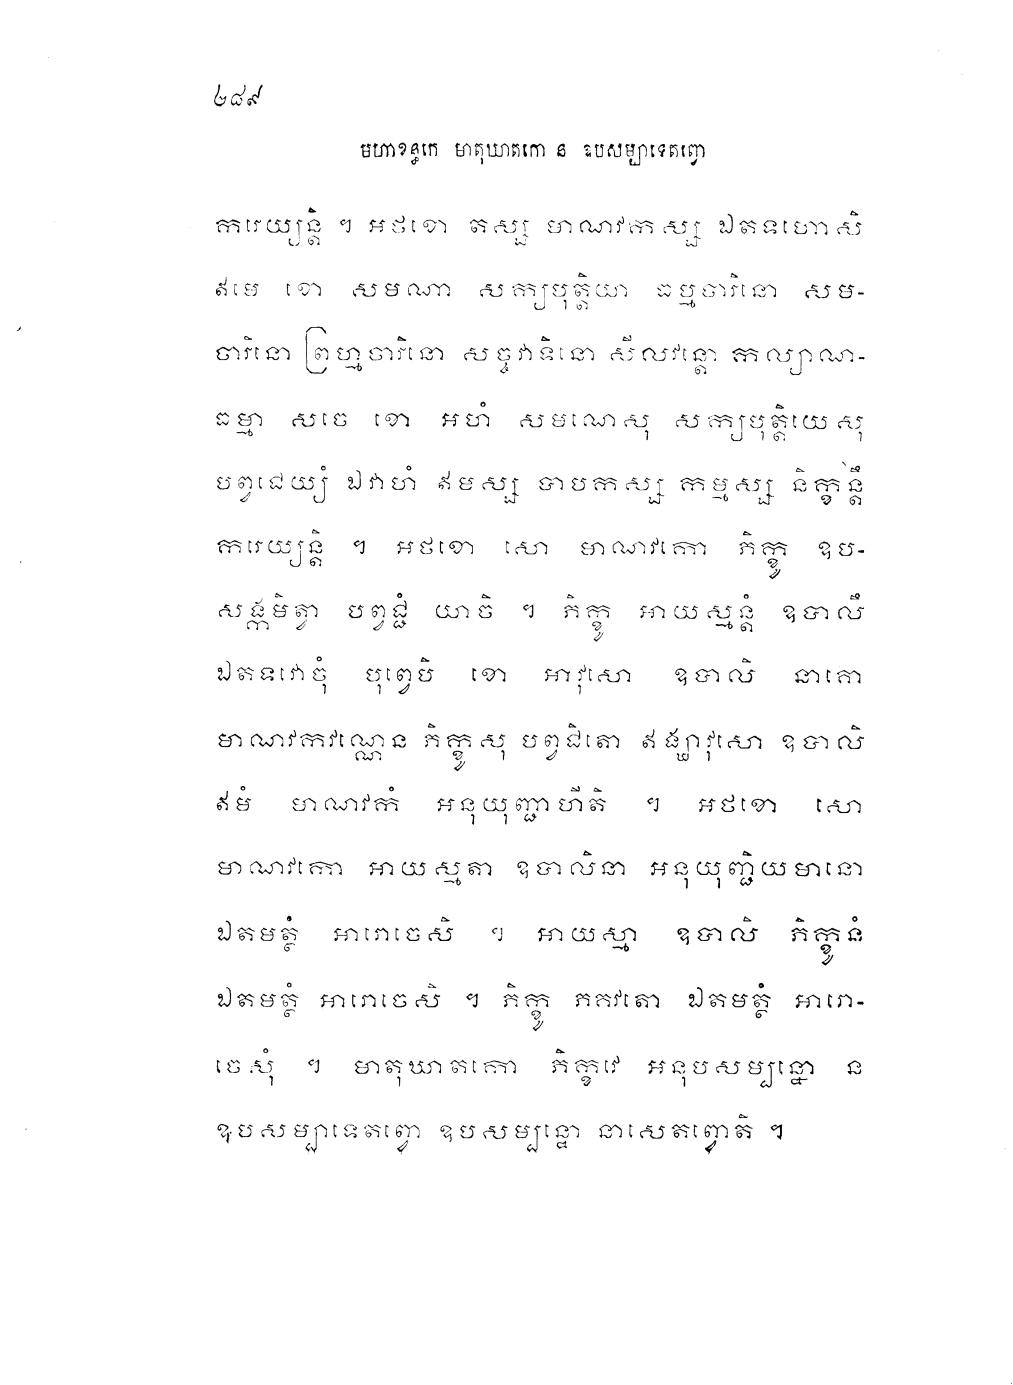 ២៨៩
មហាខន្ធកេ មាតុឃាតកោ ន ឧបសម្បាទេតព្វោ
ករេយ្យន្តិ ។ អថខោ តស្ស មាណវកស្ស ឯតទហោសិ
ឥមេ ខោ សមណា សក្យបុត្តិយា ធម្មចារិនោ សម-
ចារិនោ ព្រហ្មចារិនោ សច្ចវាទិនោ សីលវន្តោ កល្យាណ-
ធម្មា សចេ ខោ អហំ សមណេសុ សក្យបុត្តិយេសុ
បព្វជេយ្យំ ឯវាហំ ឥមស្ស បាបកស្ស កម្មស្ស និក្ខន្តឹ
ករេយ្យន្តិ ។ អថខោ សោ មាណវកោ ភិក្ខូ ឧប-
សង្កមិត្វា បព្វជ្ជំ យាចិ ។ ភិក្ខូ អាយស្មន្តំ ឧបាលឹ
ឯតទវោចុំ បុព្វេបិ ខោ អាវុសោ ឧបាលិ នាគោ
មាណវកវណ្ណេន ភិក្ខូសុ បព្វជិតោ ឥង្ឃាវុសោ ឧបាលិ
ឥមំ មាណវកំ អនុយុញ្ជាហីតិ ។ អថខោ សោ
មាណវកោ អាយស្មតា ឧបាលិនា អនុយុញ្ជិយមានោ
ឯតមត្ថំ អារោចេសិ ។ អាយស្មា ឧបាលិ ភិក្ខូនំ
ឯតមត្ថំ អារោចេសិ ។ ភិក្ខូ ភគវតោ ឯតមត្ថំ អារោ-
ចេសុំ ។ មាតុឃាតកោ ភិក្ខវេ អនុបសម្បន្នោ ន
ឧបសម្បាទេតព្វោ ឧបសម្បន្នោ នាសេតព្វោតិ ។